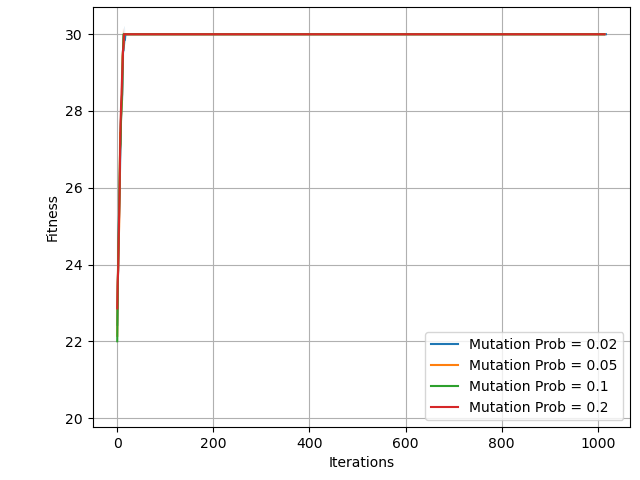 30
28
26
24
22
20
Fitness
0 200 400 600 800 1000
Iterations
Mutation Prob = 0.02
Mutation Prob = 0.05
Mutation Prob = 0.1
Mutation Prob = 0.2